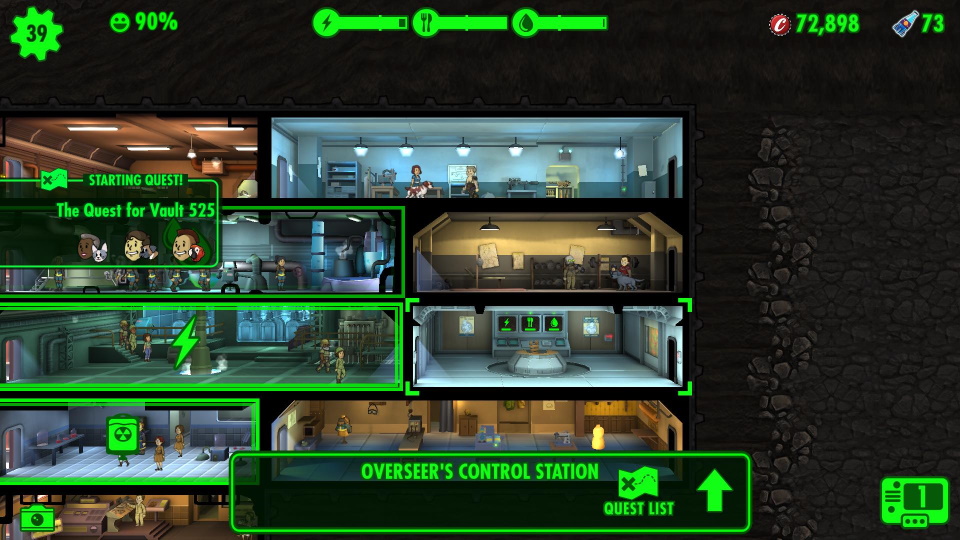 39
90%
72,898
73
STARTING QUEST!
The Quest for Vault 525
OVERSEER'S CONTROL STATION
QUEST LIST
1